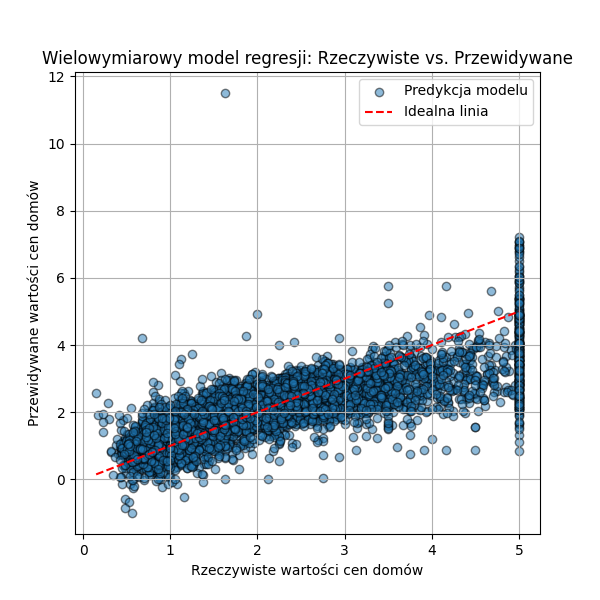 Wielowymiarowy model regresji: Rzeczywiste vs. Przewidywane
Predykcja modelu
Idealna linia
Przewidywane wartości cen domów
12
10
8
6
4
2
0
0 1 2 3 4 5
Rzeczywiste wartości cen domów